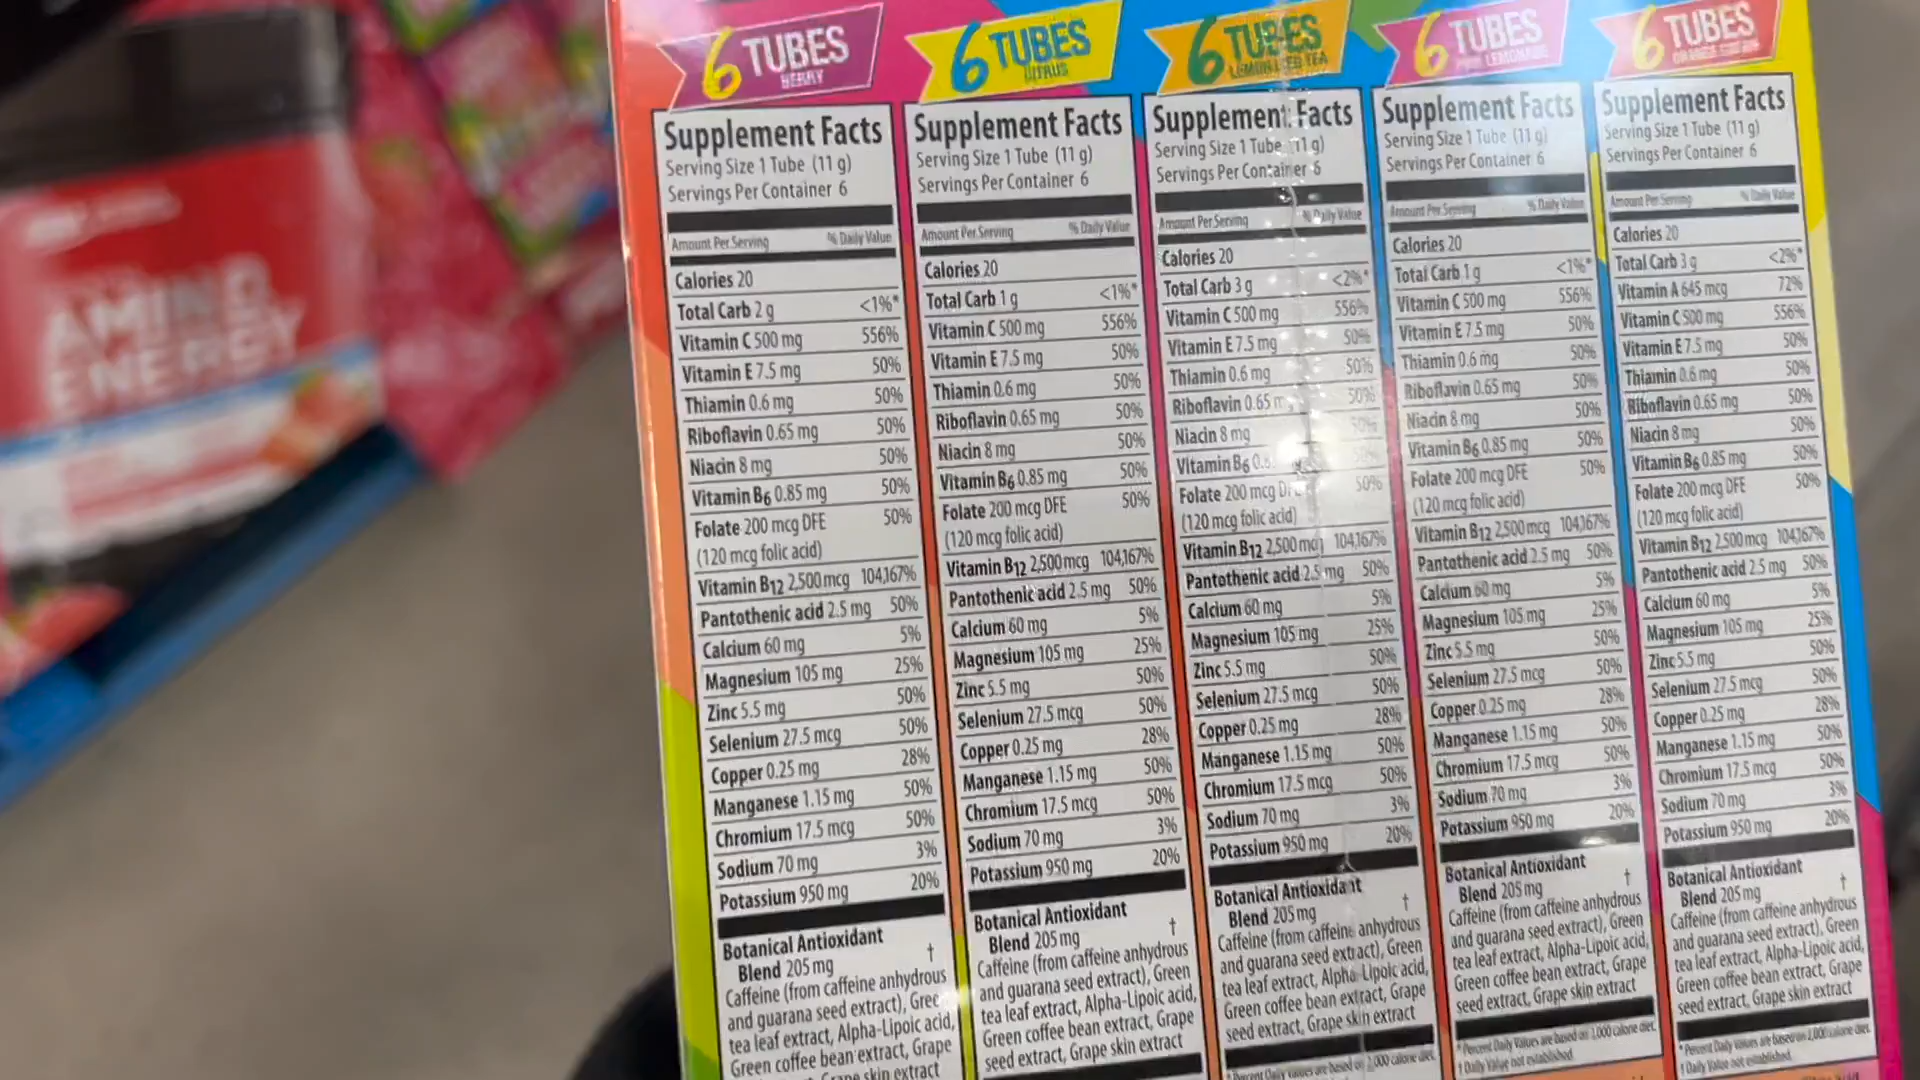 AMINO
ENERGY
6 TUBES
BERRY
Supplement Facts
Serving Size 1 Tube (11 g)
Servings Per Container 6
Amount Per Serving % Daily Value
Calories 20
Total Carb 2 g <1%*
Vitamin C 500 mg 556%
Vitamin E 7.5 mg 50%
Thiamin 0.6 mg 50%
Riboflavin 0.65 mg 50%
Niacin 8 mg 50%
Vitamin B6 0.85 mg 50%
Folate 200 mcg DFE 50%
(120 mcg folic acid)
Vitamin B12 2,500 mcg 104,167%
Pantothenic acid 2.5 mg 50%
Calcium 60 mg 5%
Magnesium 105 mg 25%
Zinc 5.5 mg 50%
Selenium 27.5 mcg 50%
Copper 0.25 mg 28%
Manganese 1.15 mg 50%
Chromium 17.5 mcg 50%
Sodium 70 mg 3%
Potassium 950 mg 20%
Botanical Antioxidant
Blend 205 mg †
Caffeine (from caffeine anhydrous
and guarana seed extract), Green
tea leaf extract, Alpha-Lipoic acid,
Green coffee bean extract, Grape
Grape skin extract
6 TUBES
CITRUS
Supplement Facts
Serving Size 1 Tube (11 g)
Servings Per Container 6
Amount Per Serving % Daily Value
Calories 20
Total Carb 1 g <1%*
Vitamin C 500 mg 556%
Vitamin E 7.5 mg 50%
Thiamin 0.6 mg 50%
Riboflavin 0.65 mg 50%
Niacin 8 mg 50%
Vitamin B6 0.85 mg 50%
Folate 200 mcg DFE 50%
(120 mcg folic acid)
Vitamin B12 2,500 mcg 104,167%
Pantothenic acid 2.5 mg 50%
Calcium 60 mg 5%
Magnesium 105 mg 25%
Zinc 5.5 mg 50%
Selenium 27.5 mcg 50%
Copper 0.25 mg 28%
Manganese 1.15 mg 50%
Chromium 17.5 mcg 50%
Sodium 70 mg 3%
Potassium 950 mg 20%
Botanical Antioxidant
Blend 205 mg †
Caffeine (from caffeine anhydrous
and guarana seed extract), Green
tea leaf extract, Alpha-Lipoic acid,
Green coffee bean extract, Grape
seed extract, Grape skin extract
6 TUBES
LEMON ICED TEA
Supplement Facts
Serving Size 1 Tube (11 g)
Servings Per Container 6
Amount Per Serving % Daily Value
Calories 20
Total Carb 3 g <2%*
Vitamin C 500 mg 556%
Vitamin E 7.5 mg 50%
Thiamin 0.6 mg 50%
Riboflavin 0.65 50%
Niacin 8 mg 50%
Vitamin B6
Folate 200 mcg DFE 50%
(120 mcg folic acid)
Vitamin B12 2,500 mcg 104,167%
Pantothenic acid 2.5 mg 50%
Calcium 60 mg 5%
Magnesium 105 mg 25%
Zinc 5.5 mg 50%
Selenium 27.5 mcg 50%
Copper 0.25 mg 28%
Manganese 1.15 mg 50%
Chromium 17.5 mcg 50%
Sodium 70 mg 3%
Potassium 950 mg 20%
Botanical Antioxidant
Blend 205 mg †
Caffeine (from caffeine anhydrous
and guarana seed extract), Green
tea leaf extract, Alpha-Lipoic acid,
Green coffee bean extract, Grape
seed extract, Grape skin extract
* Percent Daily Values are based on 2,000 calorie diet.
6 TUBES
LEMONADE
Supplement Facts
Serving Size 1 Tube (11 g)
Servings Per Container 6
Amount Per Serving % Daily Value
Calories 20
Total Carb 1 g <1%*
Vitamin C 500 mg 556%
Vitamin E 7.5 mg 50%
Thiamin 0.6 mg 50%
Riboflavin 0.65 mg 50%
Niacin 8 mg 50%
Vitamin B6 0.85 mg 50%
Folate 200 mcg DFE 50%
(120 mcg folic acid)
Vitamin B12 2,500 mcg 104,167%
Pantothenic acid 2.5 mg 50%
Calcium 60 mg 5%
Magnesium 105 mg 25%
Zinc 5.5 mg 50%
Selenium 27.5 mcg 50%
Copper 0.25 mg 28%
Manganese 1.15 mg 50%
Chromium 17.5 mcg 50%
Sodium 70 mg 3%
Potassium 950 mg 20%
Botanical Antioxidant
Blend 205 mg †
Caffeine (from caffeine anhydrous
and guarana seed extract), Green
tea leaf extract, Alpha-Lipoic acid,
Green coffee bean extract, Grape
seed extract, Grape skin extract
* Percent Daily Values are based on 2,000 calorie diet.
† Daily Value not established.
6 TUBES
Supplement Facts
Serving Size 1 Tube (11 g)
Servings Per Container 6
Amount Per Serving % Daily Value
Calories 20
Total Carb 3 g <2%*
Vitamin A 645 mcg 72%
Vitamin C 500 mg 556%
Vitamin E 7.5 mg 50%
Thiamin 0.6 mg 50%
Riboflavin 0.65 mg 50%
Niacin 8 mg 50%
Vitamin B6 0.85 mg 50%
Folate 200 mcg DFE 50%
(120 mcg folic acid)
Vitamin B12 2,500 mcg 104,167%
Pantothenic acid 2.5 mg 50%
Calcium 60 mg 5%
Magnesium 105 mg 25%
Zinc 5.5 mg 50%
Selenium 27.5 mcg 50%
Copper 0.25 mg 28%
Manganese 1.15 mg 50%
Chromium 17.5 mcg 50%
Sodium 70 mg 3%
Potassium 950 mg 20%
Botanical Antioxidant
Blend 205 mg †
Caffeine (from caffeine anhydrous
and guarana seed extract), Green
tea leaf extract, Alpha-Lipoic acid,
Green coffee bean extract, Grape
seed extract, Grape skin extract
* Percent Daily Values are based on 2,000 calorie diet.
† Daily Value not established.